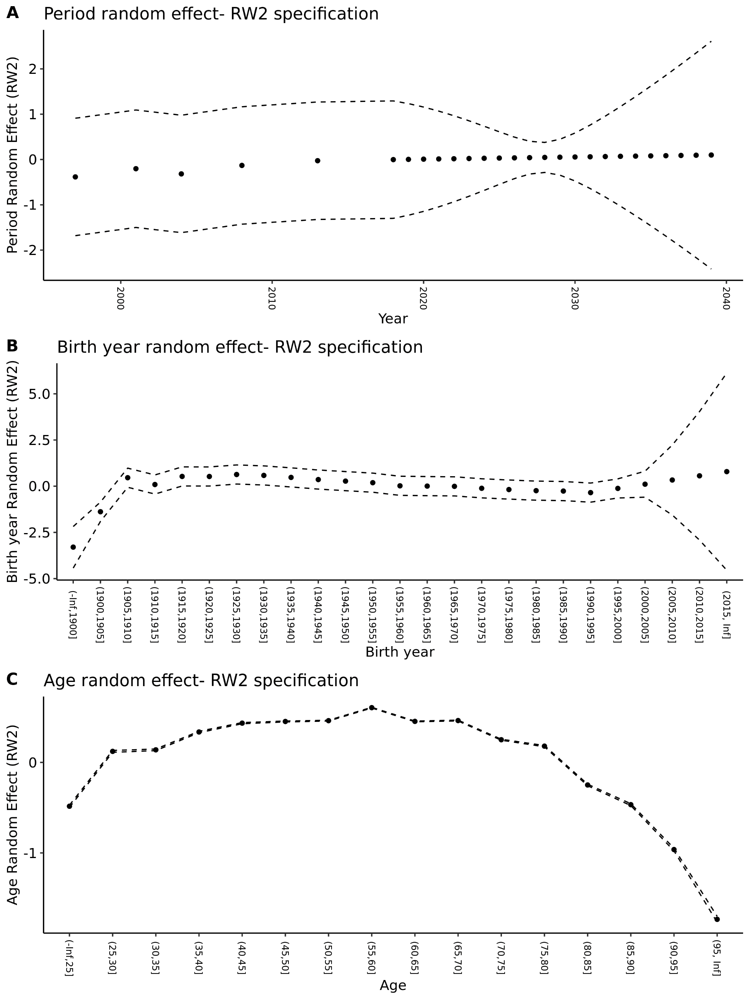 A Period random effect- RW2 specification
Period Random Effect (RW2)
2
1
0
-1
-2
2000 2010 2020 2030 2040
Year
B Birth year random effect- RW2 specification
Birth year Random Effect (RW2)
5.0
2.5
0.0
-2.5
-5.0
(-Inf,1900] (1900,1905] (1905,1910] (1910,1915] (1915,1920] (1920,1925] (1925,1930] (1930,1935] (1935,1940] (1940,1945] (1945,1950] (1950,1955] (1955,1960] (1960,1965] (1965,1970] (1970,1975] (1975,1980] (1980,1985] (1985,1990] (1990,1995] (1995,2000] (2000,2005] (2005,2010] (2010,2015] (2015, Inf]
Birth year
C Age random effect- RW2 specification
Age Random Effect (RW2)
0
-1
(-Inf,25] (25,30] (30,35] (35,40] (40,45] (45,50] (50,55] (55,60] (60,65] (65,70] (70,75] (75,80] (80,85] (85,90] (90,95] (95, Inf]
Age